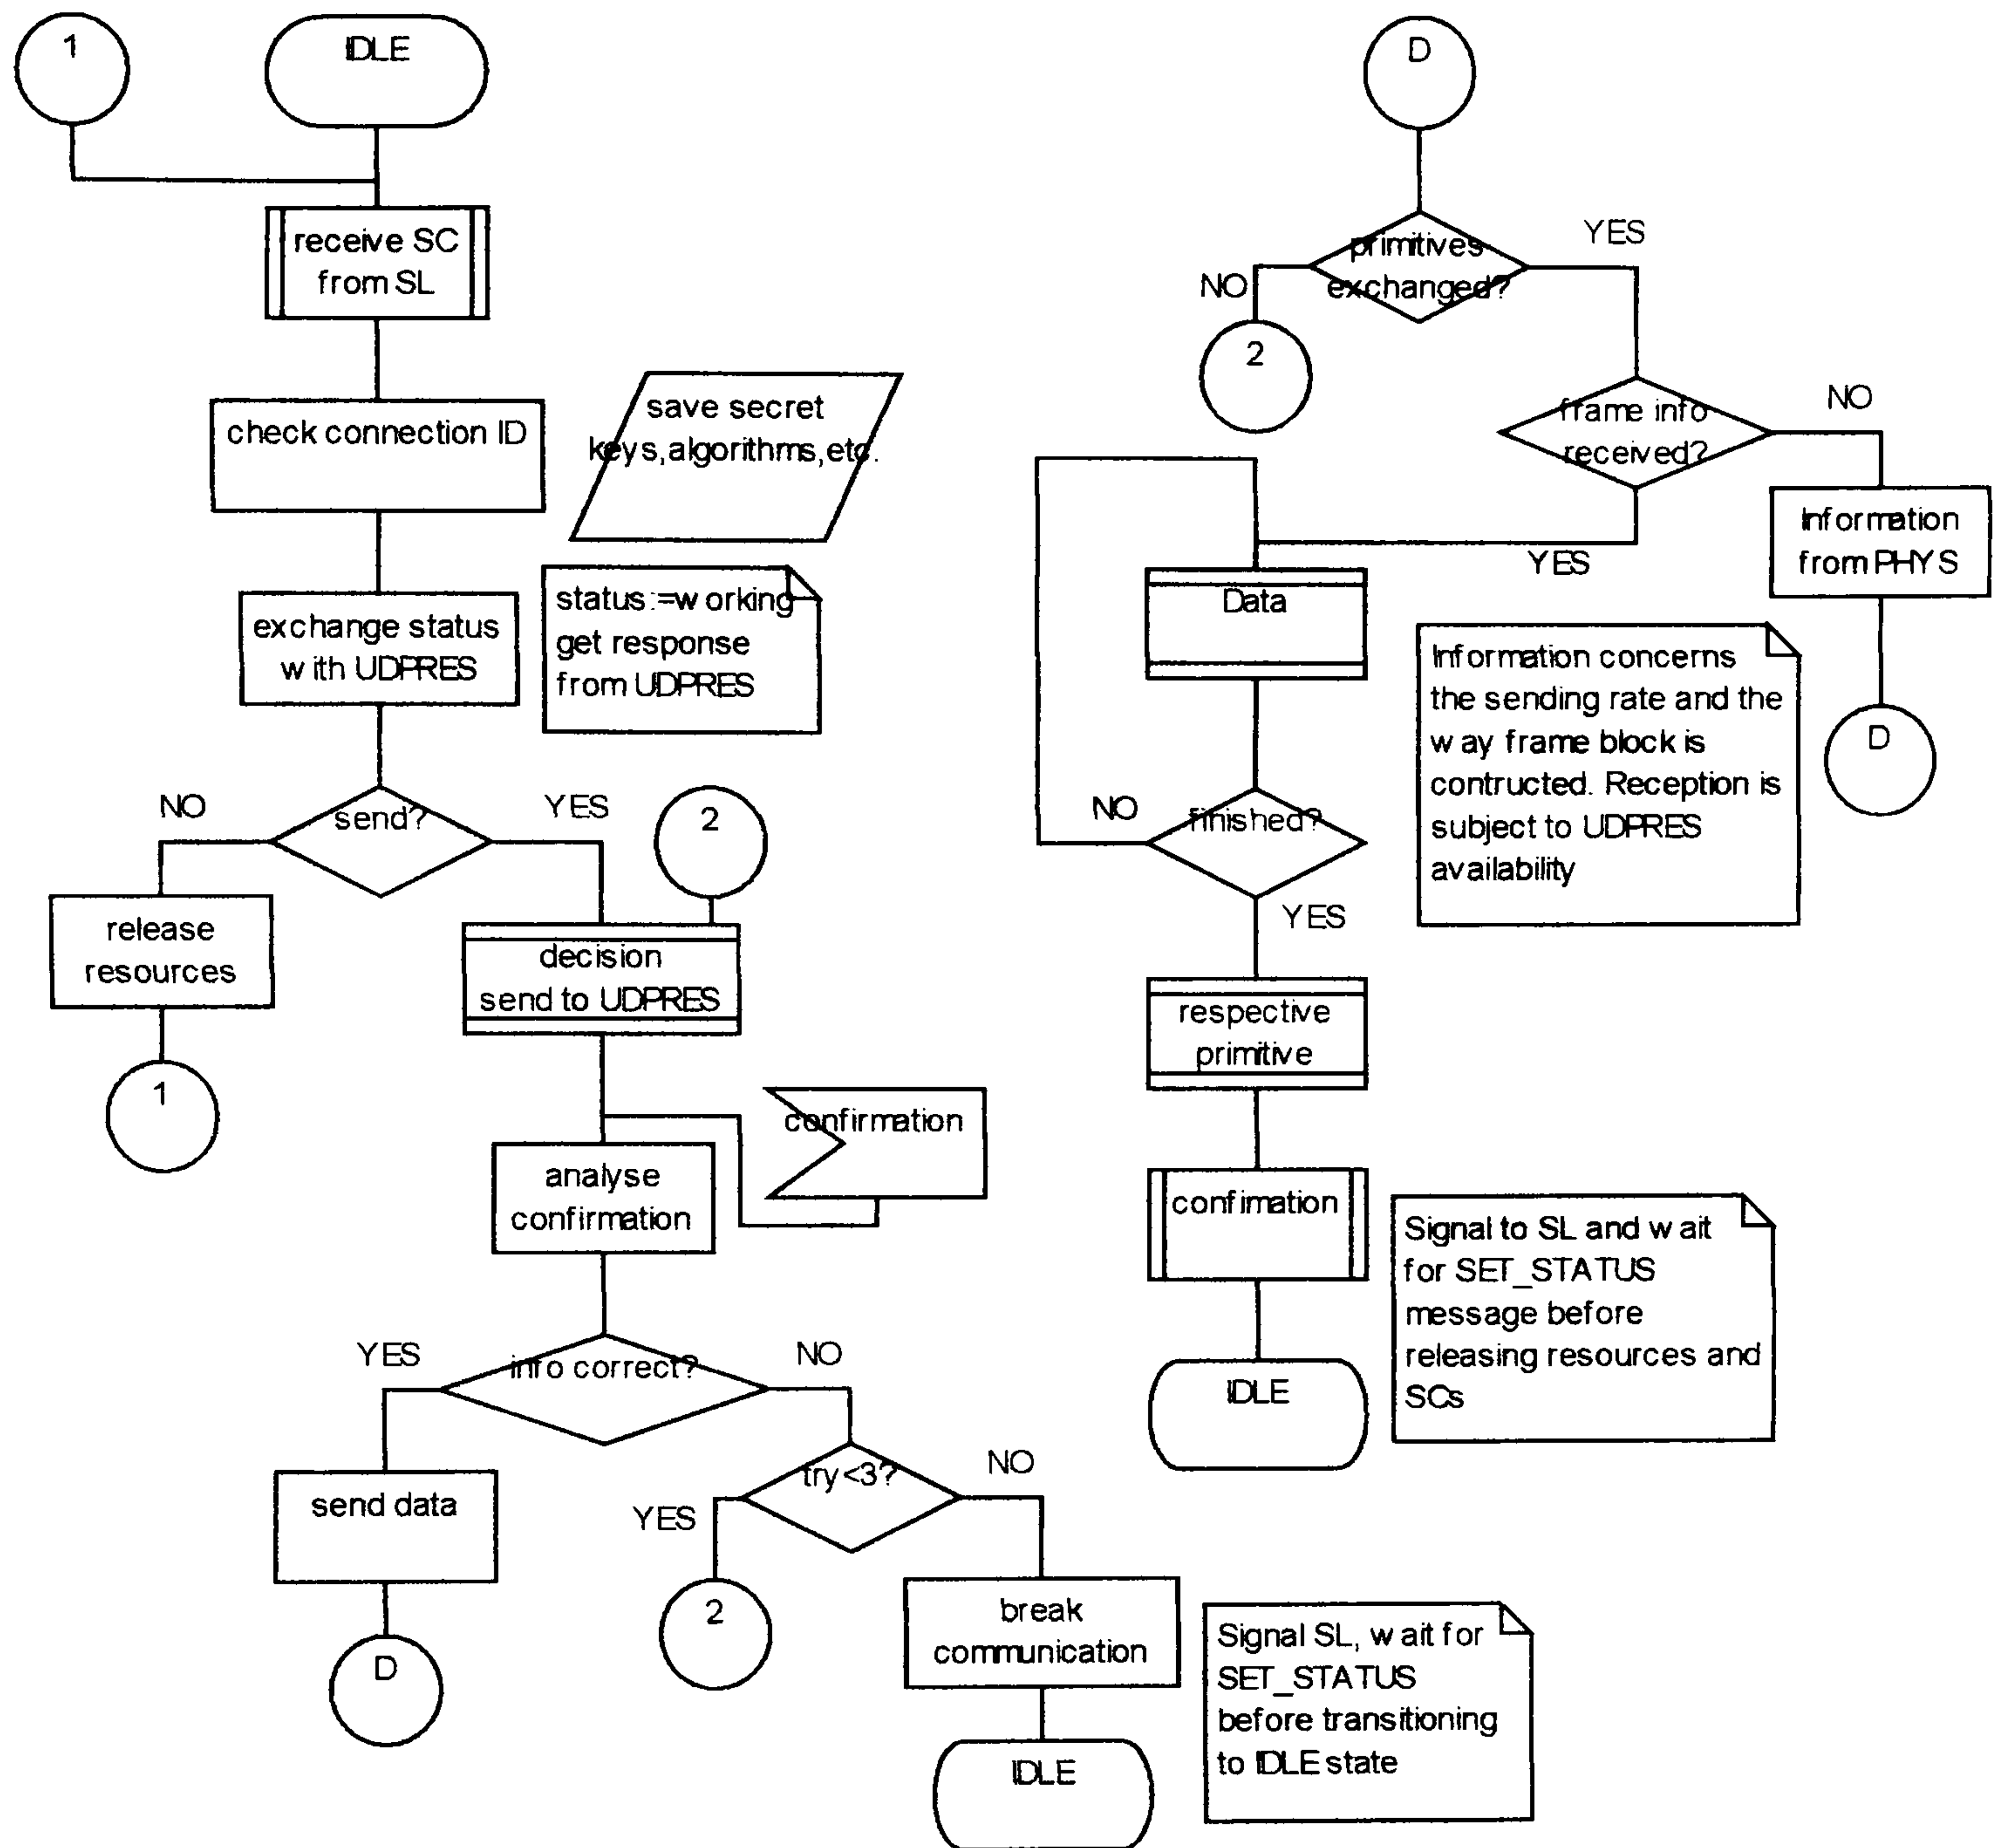 1
IDLE
receive SC
from SL
check connection ID
save secret
keys,algorithms,etc.
exchange status
with UDPRES
status:=working
get response
from UDPRES
send?
NO
YES
2
release
resources
1
decision
send to UDPRES
confirmation
analyse
confirmation
info correct?
YES
NO
send data
D
try<3?
YES
NO
2
break
communication
IDLE
Signal SL, wait for
SET_STATUS
before transitioning
to IDLE state
D
primitives
exchanged?
YES
NO
2
frame info
received?
NO
YES
Information
from PHYS
D
Data
Information concerns
the sending rate and the
way frame block is
contructed. Reception is
subject to UDPRES
availability
finished?
NO
YES
respective
primitive
confimation
Signal to SL and wait
for SET_STATUS
message before
releasing resources and
SCs
IDLE